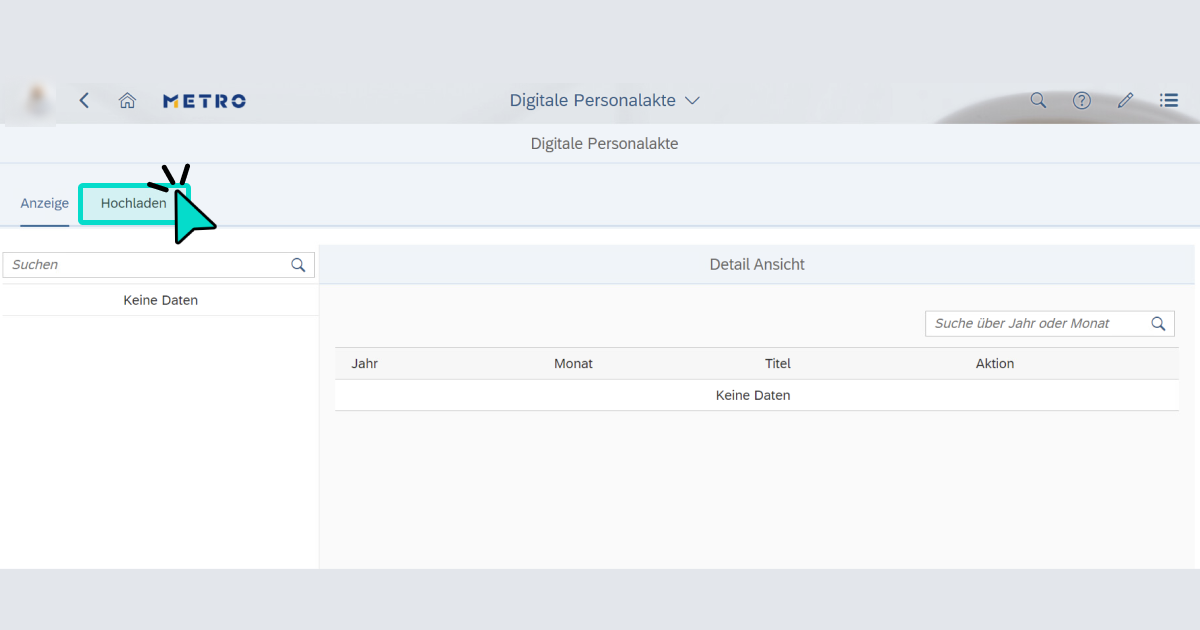 METRO
Digitale Personalakte
Digitale Personalakte
Anzeige
Hochladen
Suchen
Keine Daten
Detail Ansicht
Suche über Jahr oder Monat
Jahr Monat Titel Aktion
Keine Daten